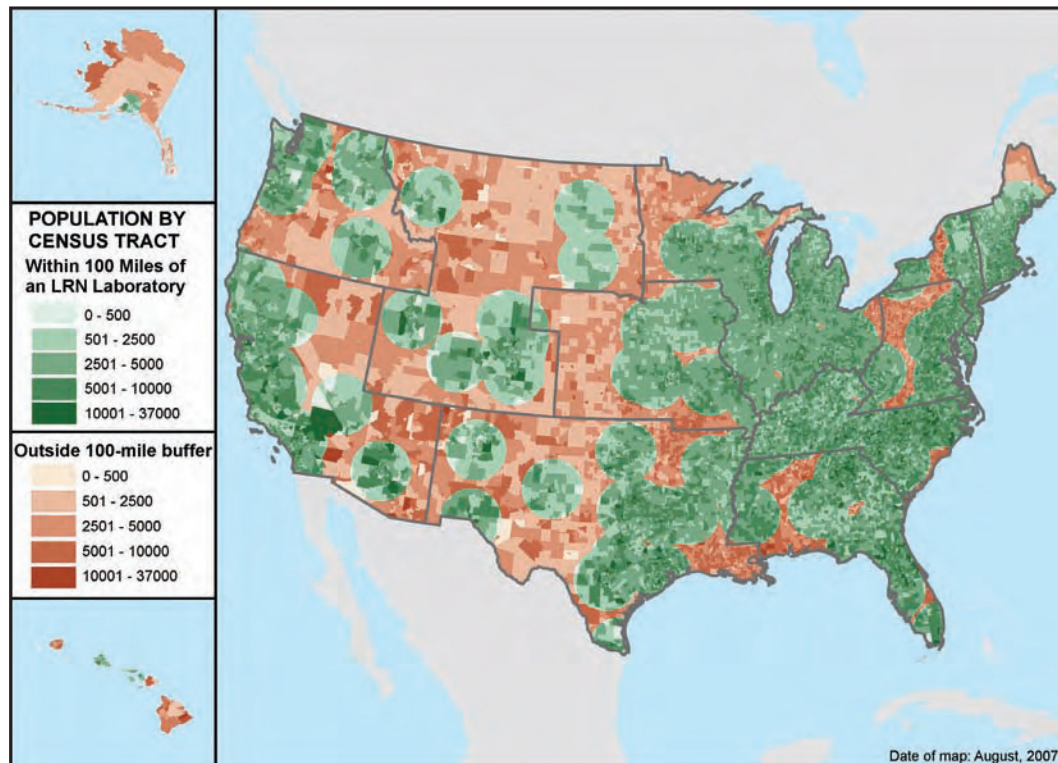 POPULATION BY
CENSUS TRACT
Within 100 Miles of
an LRN Laboratory
0 - 500
501 - 2500
2501 - 5000
5001 - 10000
10001 - 37000
Outside 100-mile buffer
0 - 500
501 - 2500
2501 - 5000
5001 - 10000
10001 - 37000
Date of map: August, 2007